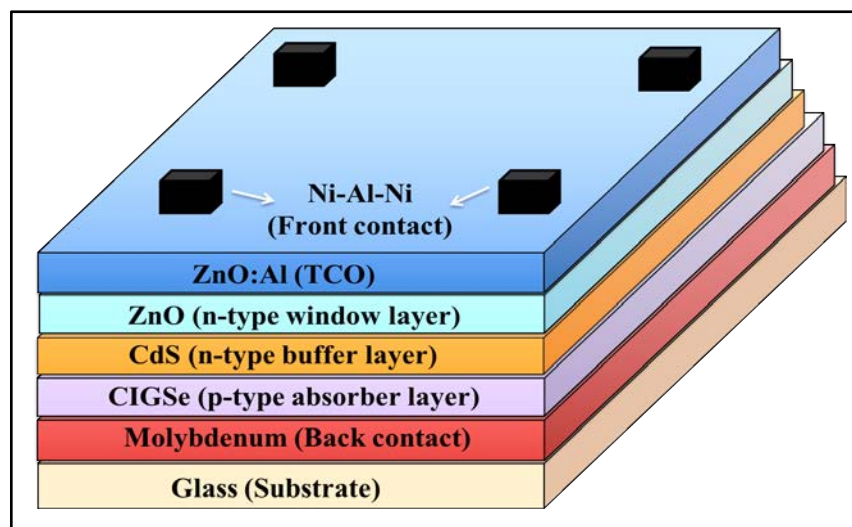 Ni-Al-Ni
(Front contact)
ZnO:Al (TCO)
ZnO (n-type window layer)
CdS (n-type buffer layer)
CIGSe (p-type absorber layer)
Molybdenum (Back contact)
Glass (Substrate)